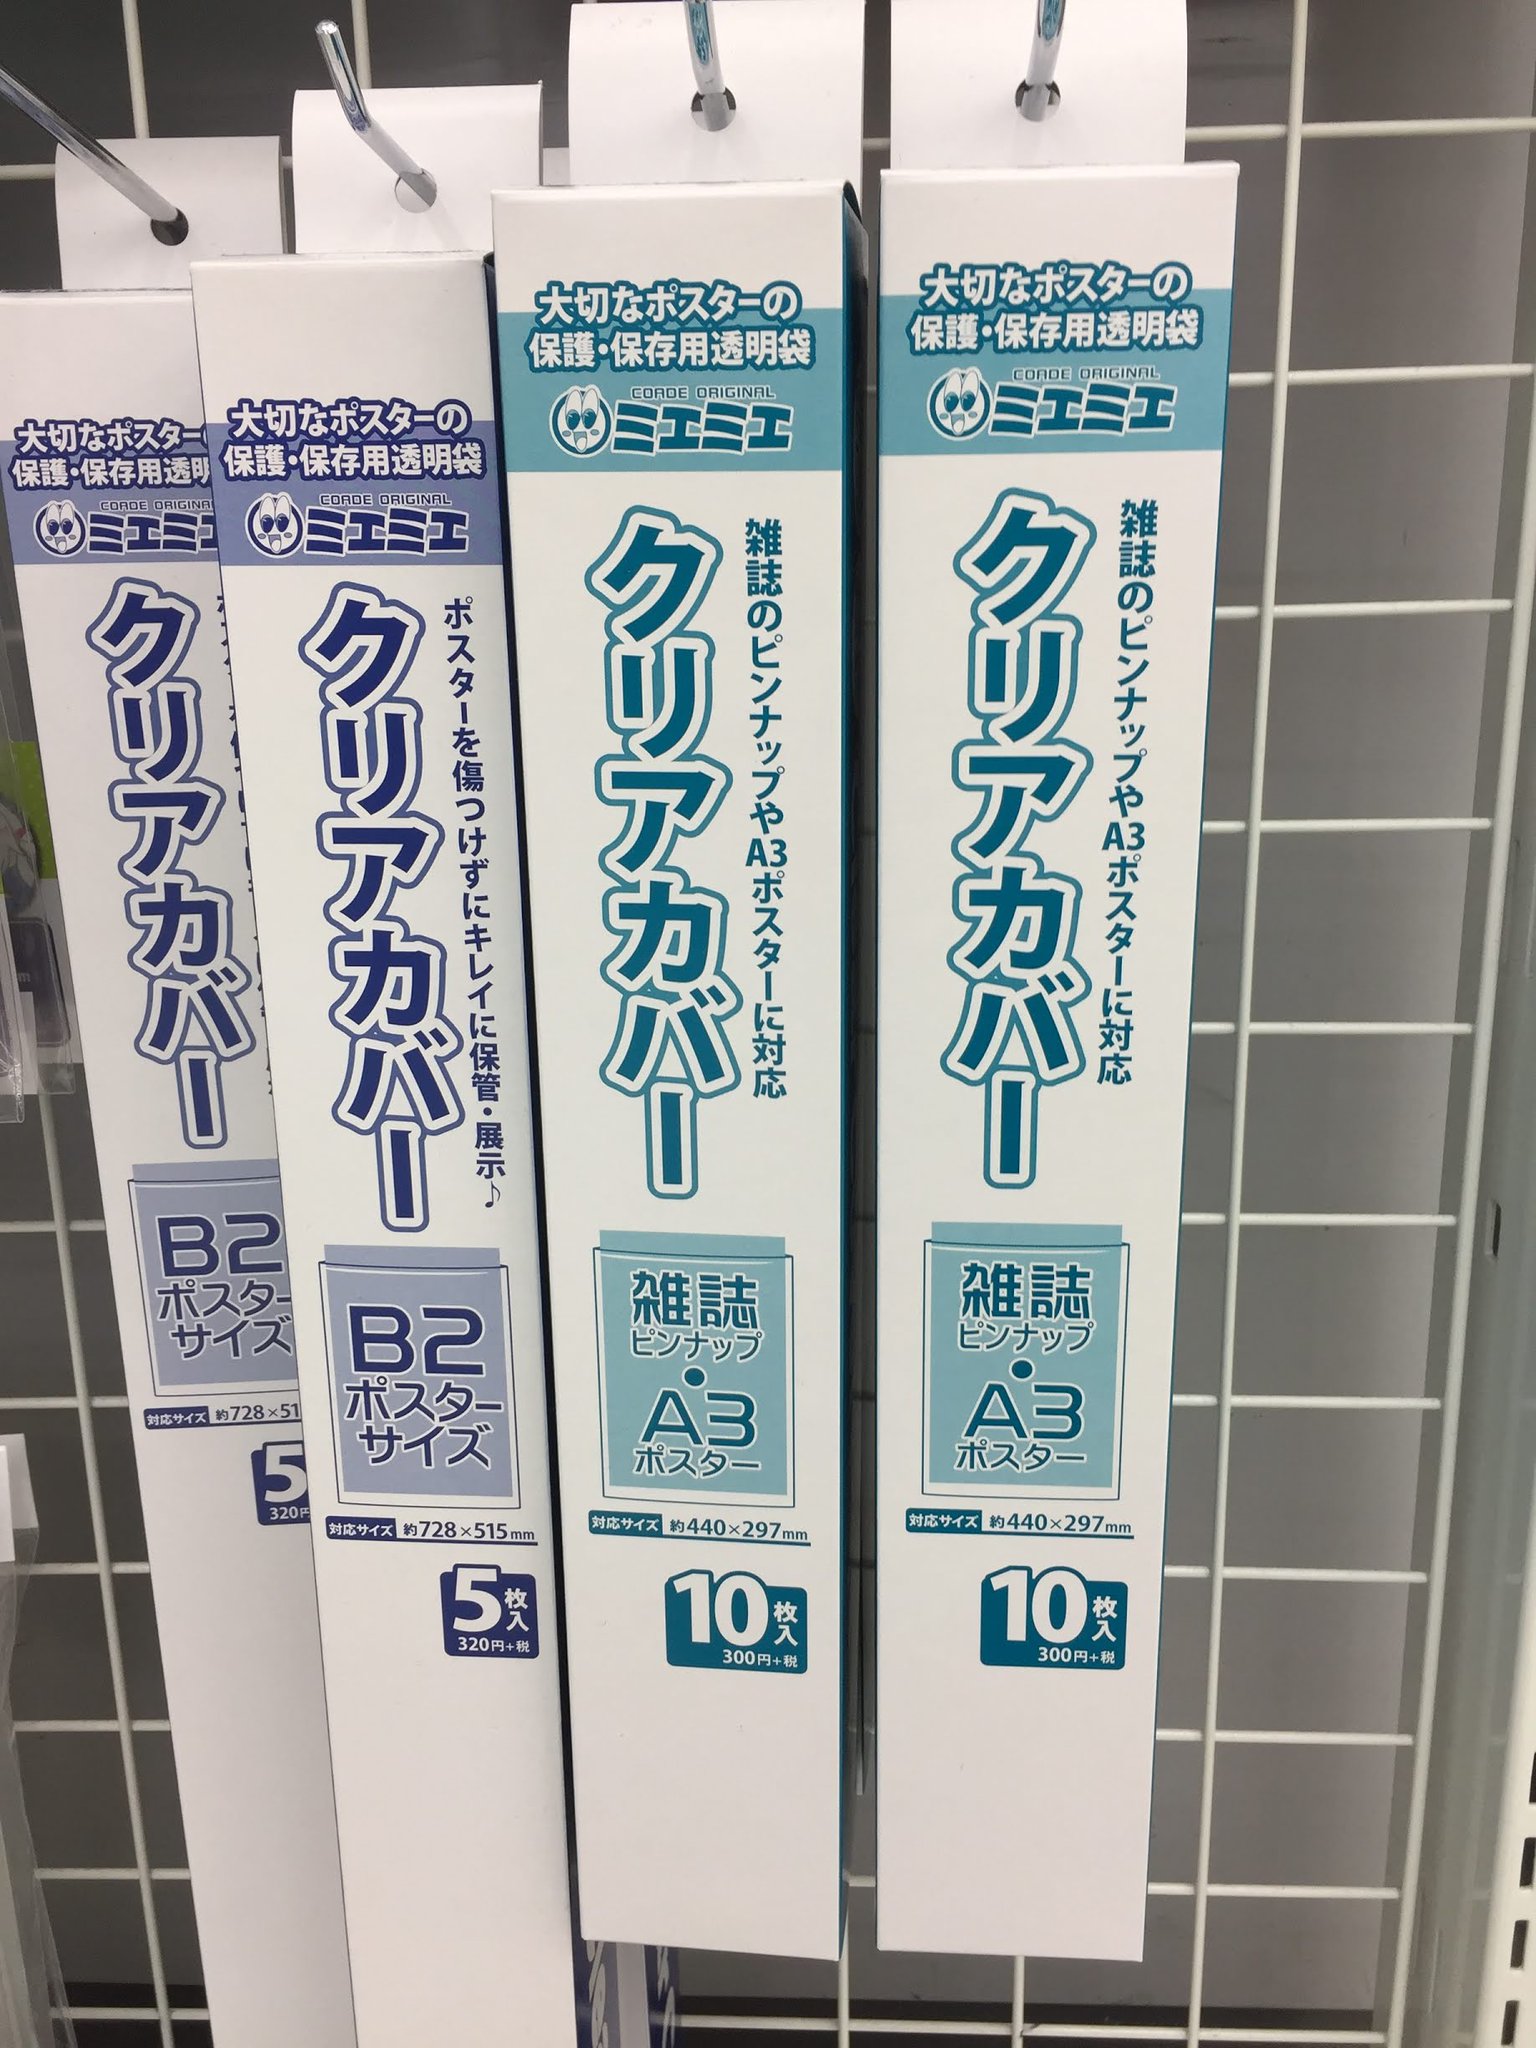 大切なポスター
保護・保存用透明
CORDE ORIGINAL
ミエミエ
クリアカバー
B2
ポスター
サイズ
対応サイズ 約728×51
5
320円
大切なポスターの
保護・保存用透明袋
CORDE ORIGINAL
ミエミエ
クリアカバー
ポスターを傷つけずにキレイに保管・展示♪
B2
ポスター
サイズ
対応サイズ 約728×515mm
5枚入
320円+税
大切なポスターの
保護・保存用透明袋
CORDE ORIGINAL
ミエミエ
クリアカバー
雑誌のピンナップやA3ポスターに対応
雑誌
ピンナップ
・
A3
ポスター
対応サイズ 約440×297mm
10枚入
300円+税
大切なポスターの
保護・保存用透明袋
CORDE ORIGINAL
ミエミエ
クリアカバー
雑誌のピンナップやA3ポスターに対応
雑誌
ピンナップ
・
A3
ポスター
対応サイズ 約440×297mm
10枚入
300円+税